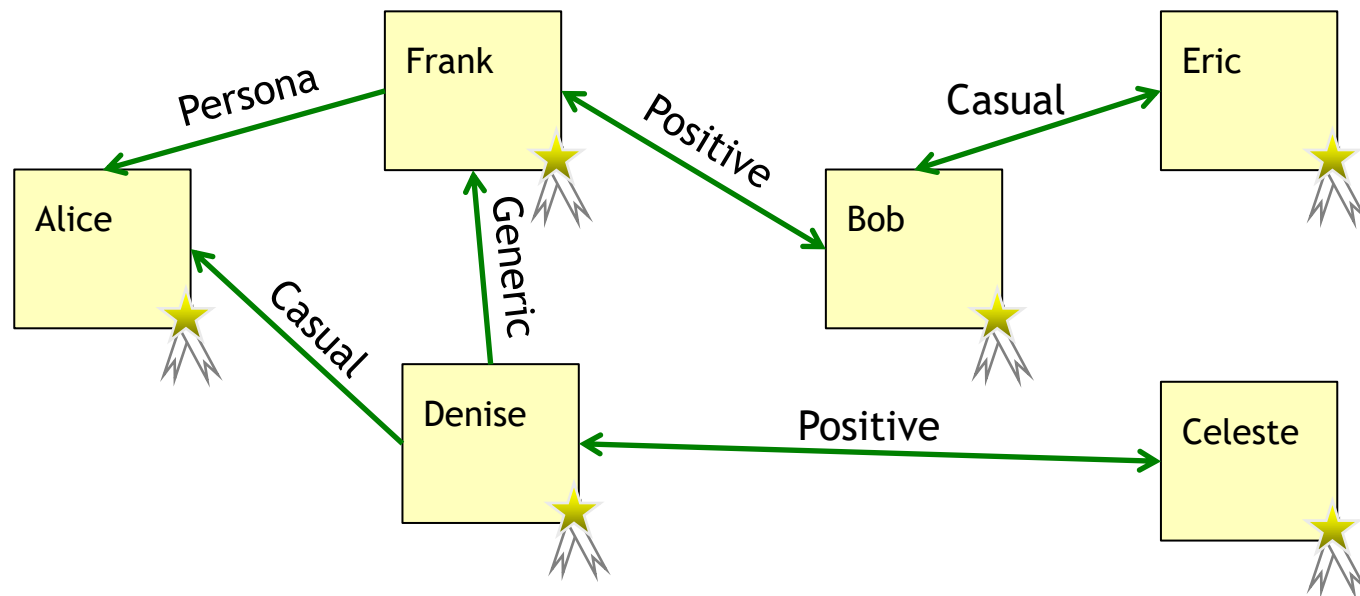 Frank
Eric
Persona
Positive
Casual
Alice
Generic
Bob
Casual
Denise
Positive
Celeste